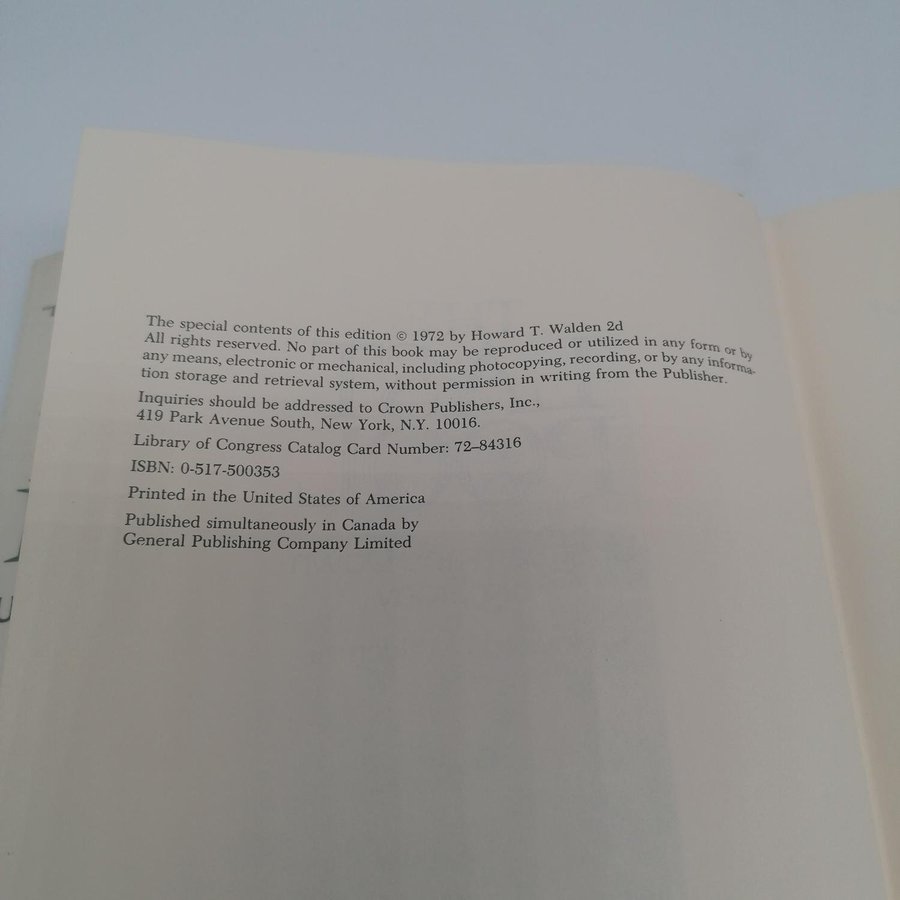 The special contents of this edition © 1972 by Howard T. Walden 2d
All rights reserved. No part of this book may be reproduced or utilized in any form or by
any means, electronic or mechanical, including photocopying, recording, or by any informa-
tion storage and retrieval system, without permission in writing from the Publisher.
Inquiries should be addressed to Crown Publishers, Inc.,
419 Park Avenue South, New York, N.Y. 10016.
Library of Congress Catalog Card Number: 72–84316
ISBN: 0-517-500353
Printed in the United States of America
Published simultaneously in Canada by
General Publishing Company Limited